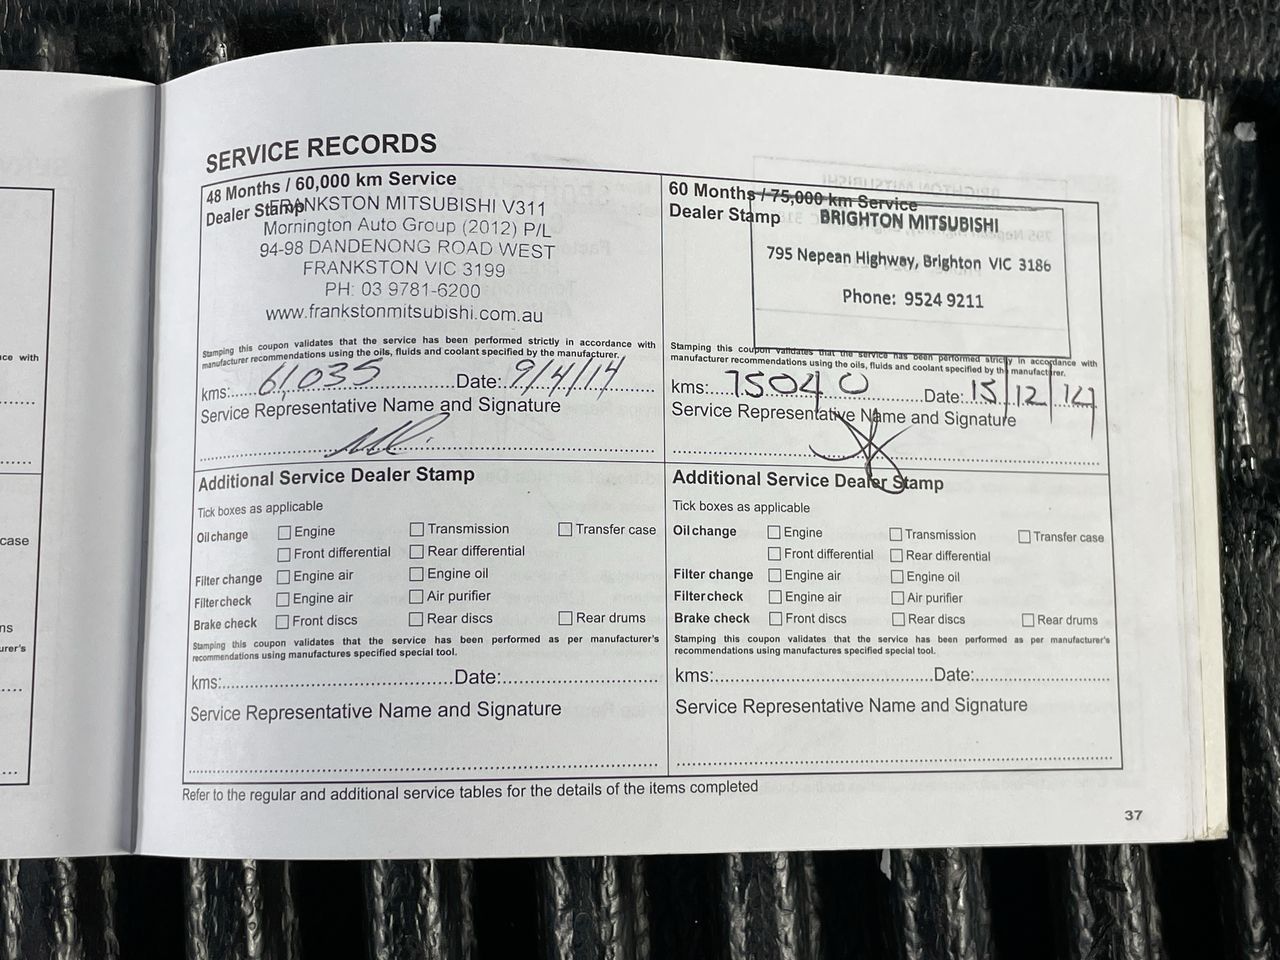 SERVICE RECORDS
48 Months / 60,000 km Service
Dealer Stamp
FRANKSTON MITSUBISHI V311
Mornington Auto Group (2012) P/L
94-98 DANDENONG ROAD WEST
FRANKSTON VIC 3199
PH: 03 9781-6200
www.frankstonmitsubishi.com.au
Stamping this coupon validates that the service has been performed strictly in accordance with
manufacturer recommendations using the oils, fluids and coolant specified by the manufacturer.
kms: 61,035 Date: 9/4/14
Service Representative Name and Signature
Additional Service Dealer Stamp
Tick boxes as applicable
Oil change Engine Transmission Transfer case
Front differential Rear differential
Filter change Engine air Engine oil
Filter check Engine air Air purifier
Brake check Front discs Rear discs Rear drums
Stamping this coupon validates that the service has been performed as per manufacturer's
recommendations using manufactures specified special tool.
kms: Date:
Service Representative Name and Signature
60 Months / 75,000 km Service
Dealer Stamp
BRIGHTON MITSUBISHI
795 Nepean Highway, Brighton VIC 3186
Phone: 9524 9211
Stamping this coupon validates that the service has been performed strictly in accordance with
manufacturer recommendations using the oils, fluids and coolant specified by the manufacturer.
kms: 75040 Date: 15/12/14
Service Representative Name and Signature
Additional Service Dealer Stamp
Tick boxes as applicable
Oil change Engine Transmission Transfer case
Front differential Rear differential
Filter change Engine air Engine oil
Filter check Engine air Air purifier
Brake check Front discs Rear discs Rear drums
Stamping this coupon validates that the service has been performed as per manufacturer's
recommendations using manufactures specified special tool.
kms: Date:
Service Representative Name and Signature
Refer to the regular and additional service tables for the details of the items completed
37